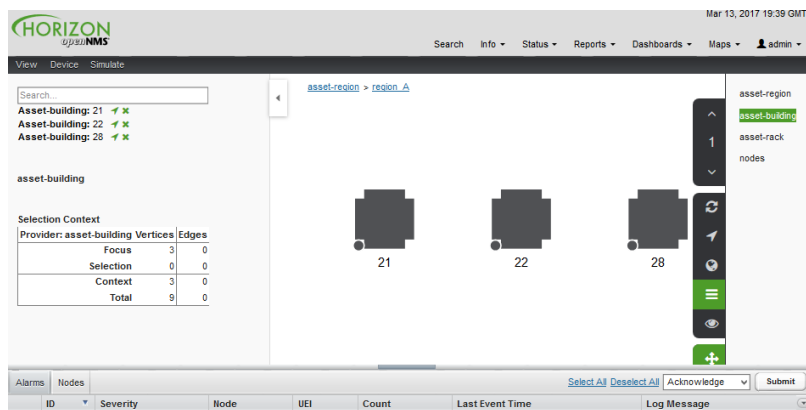 Mar 13, 2017 19:39 GMT
HORIZON
openNMS
Search Info Status Reports Dashboards Maps admin
View Device Simulate
Search...
Asset-building: 21
Asset-building: 22
Asset-building: 28
asset-building
Selection Context
Provider: asset-building Vertices Edges
Focus 3 0
Selection 0 0
Context 3 0
Total 9 0
asset-region > region_A
21 22 28
1
asset-region
asset-building
asset-rack
nodes
Alarms Nodes
Select All Deselect All Acknowledge Submit
ID Severity Node UEI Count Last Event Time Log Message